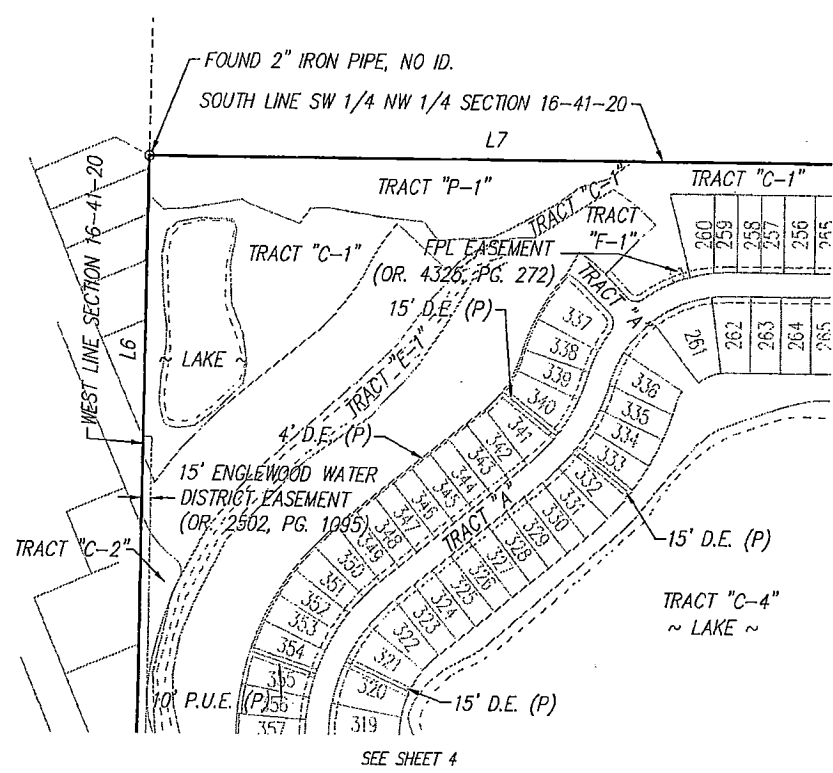 FOUND 2" IRON PIPE, NO ID.
SOUTH LINE SW 1/4 NW 1/4 SECTION 16-41-20
L7
WEST LINE SECTION 16-41-20
L6
TRACT "P-1"
TRACT "C-1"
TRACT "C-1"
TRACT "C-1"
TRACT
"F-1"
FPL EASEMENT
(OR. 4326, PG. 272)
15' D.E. (P)
TRACT "A"
260
259
258
257
256
255
261
262
263
264
265
~ LAKE ~
TRACT "E-1"
337
338
339
340
341
342
343
344
345
346
347
348
349
350
351
352
353
354
355
356
357
336
335
334
333
332
331
330
329
328
327
326
325
324
323
322
321
320
319
4' D.E. (P)
15' ENGLEWOOD WATER
DISTRICT EASEMENT
(OR. 2502, PG. 1095)
TRACT "A"
TRACT "C-2"
15' D.E. (P)
TRACT "C-4"
~ LAKE ~
10' P.U.E. (P)
15' D.E. (P)
SEE SHEET 4